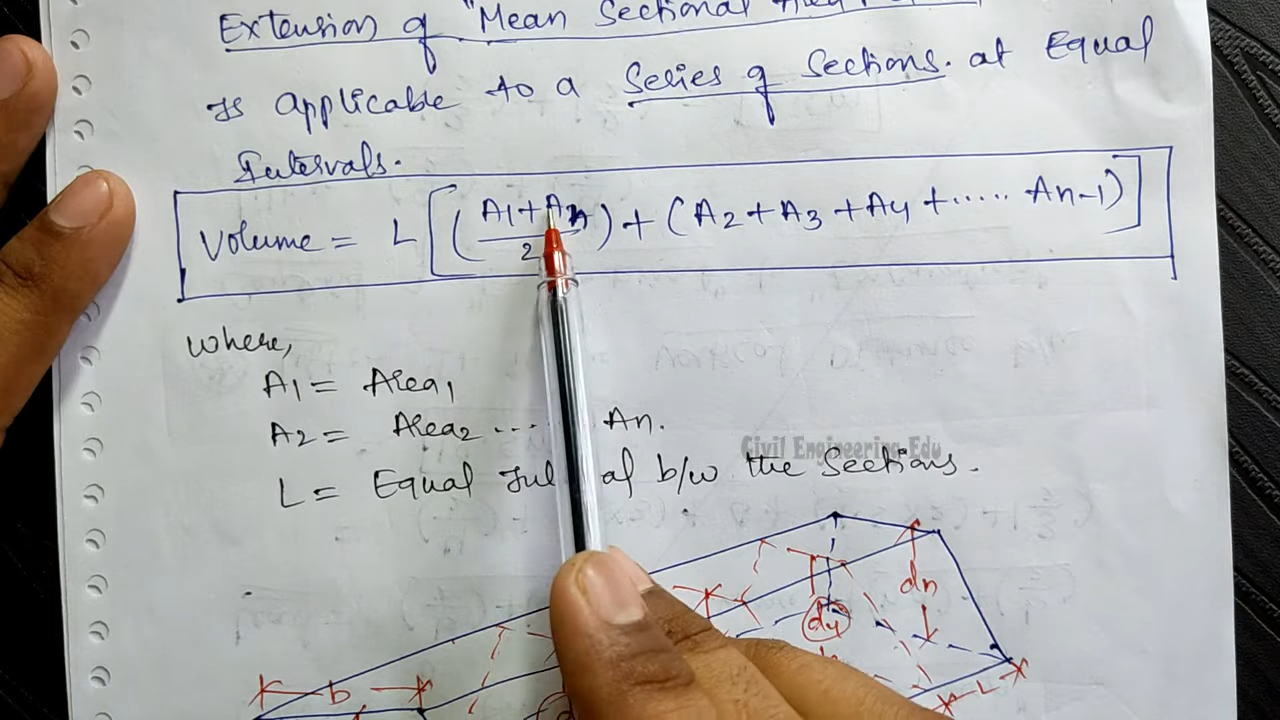 Extension of "Mean Sectional
Is applicable to a Series of Sections. at Equal
Intervals.
Volume = L [(A1+An/2) + (A2+A3+A4+..... An-1)]
where,
A1 = Area1
A2 = Area2 ... An.
Civil Engineering Edu
L = Equal b/w the Sections.
dn
d4
b
L